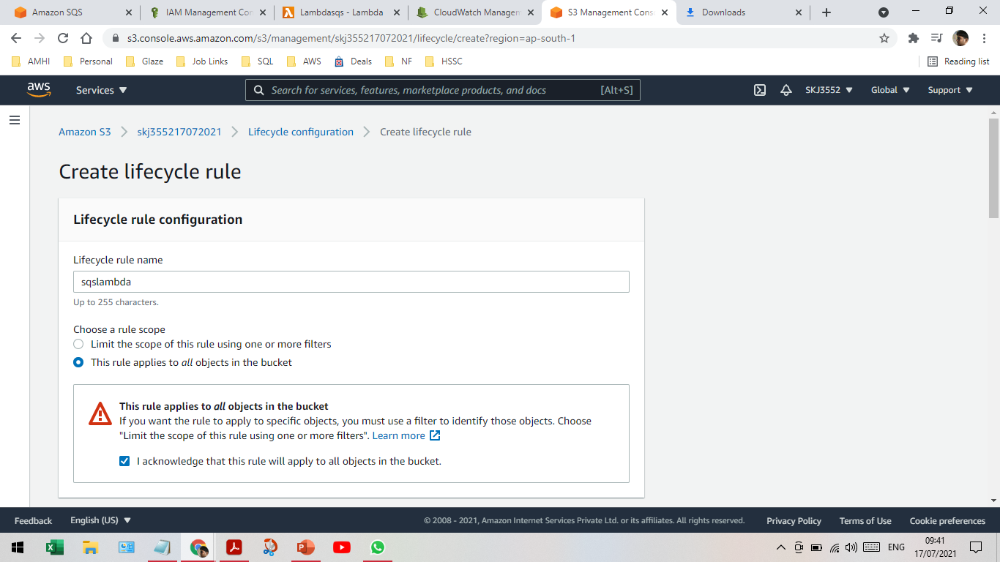 Amazon SQS
IAM Management Con
Lambdasqs - Lambda
CloudWatch Managem
S3 Management Cons
Downloads
s3.console.aws.amazon.com/s3/management/skj355217072021/lifecycle/create?region=ap-south-1
AMHI Personal Glaze Job Links SQL AWS Deals NF HSSC Reading list
aws Services Search for services, features, marketplace products, and docs [Alt+S] SKJ3552 Global Support
Amazon S3 > skj355217072021 > Lifecycle configuration > Create lifecycle rule
Create lifecycle rule
Lifecycle rule configuration
Lifecycle rule name
sqslambda
Up to 255 characters.
Choose a rule scope
Limit the scope of this rule using one or more filters
This rule applies to all objects in the bucket
This rule applies to all objects in the bucket
If you want the rule to apply to specific objects, you must use a filter to identify those objects. Choose
"Limit the scope of this rule using one or more filters". Learn more
I acknowledge that this rule will apply to all objects in the bucket.
Feedback English (US) © 2008 - 2021, Amazon Internet Services Private Ltd. or its affiliates. All rights reserved. Privacy Policy Terms of Use Cookie preferences
ENG
09:41
17/07/2021